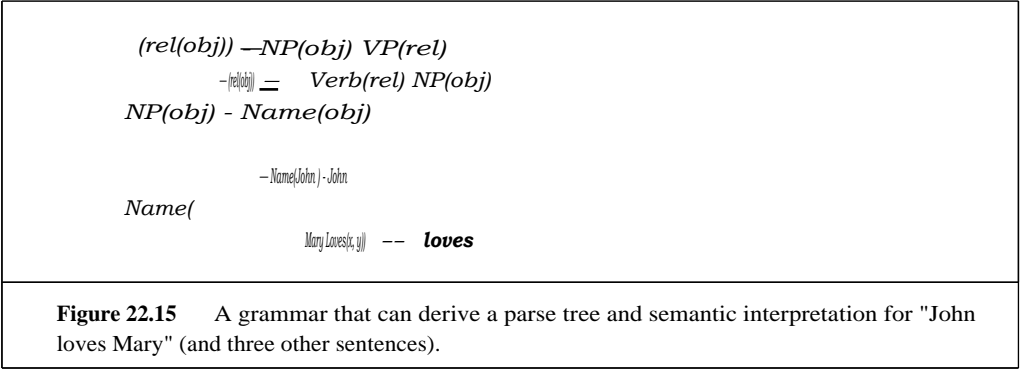 (rel(obj)) –NP(obj) VP(rel)
–(rel(obj)) = Verb(rel) NP(obj)
NP(obj) - Name(obj)
– Name(John ) - John
Name(
Mary Loves(x, y)) –– loves
Figure 22.15 A grammar that can derive a parse tree and semantic interpretation for "John
loves Mary" (and three other sentences).